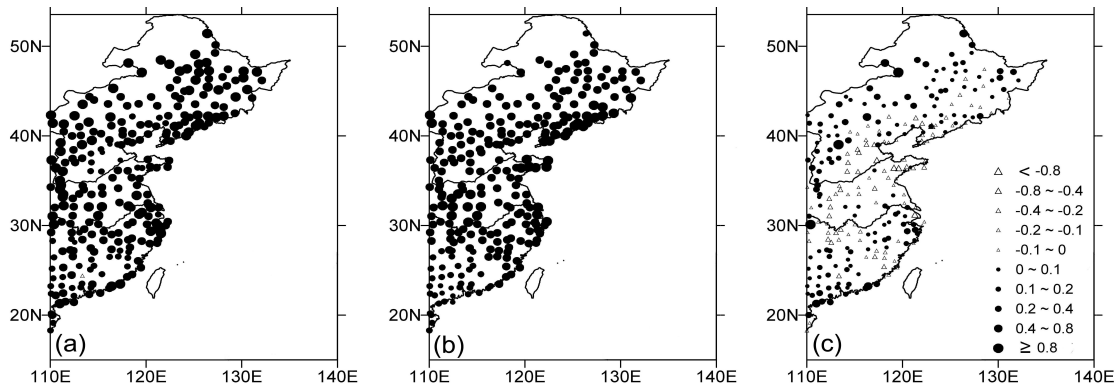 50N 50N 50N
40N 40N 40N
30N 30N 30N
20N 20N 20N
(a) (b) (c)
110E 120E 130E 140E 110E 120E 130E 140E 110E 120E 130E 140E
< -0.8
-0.8 ~ -0.4
-0.4 ~ -0.2
-0.2 ~ -0.1
-0.1 ~ 0
0 ~ 0.1
0.1 ~ 0.2
0.2 ~ 0.4
0.4 ~ 0.8
≥ 0.8